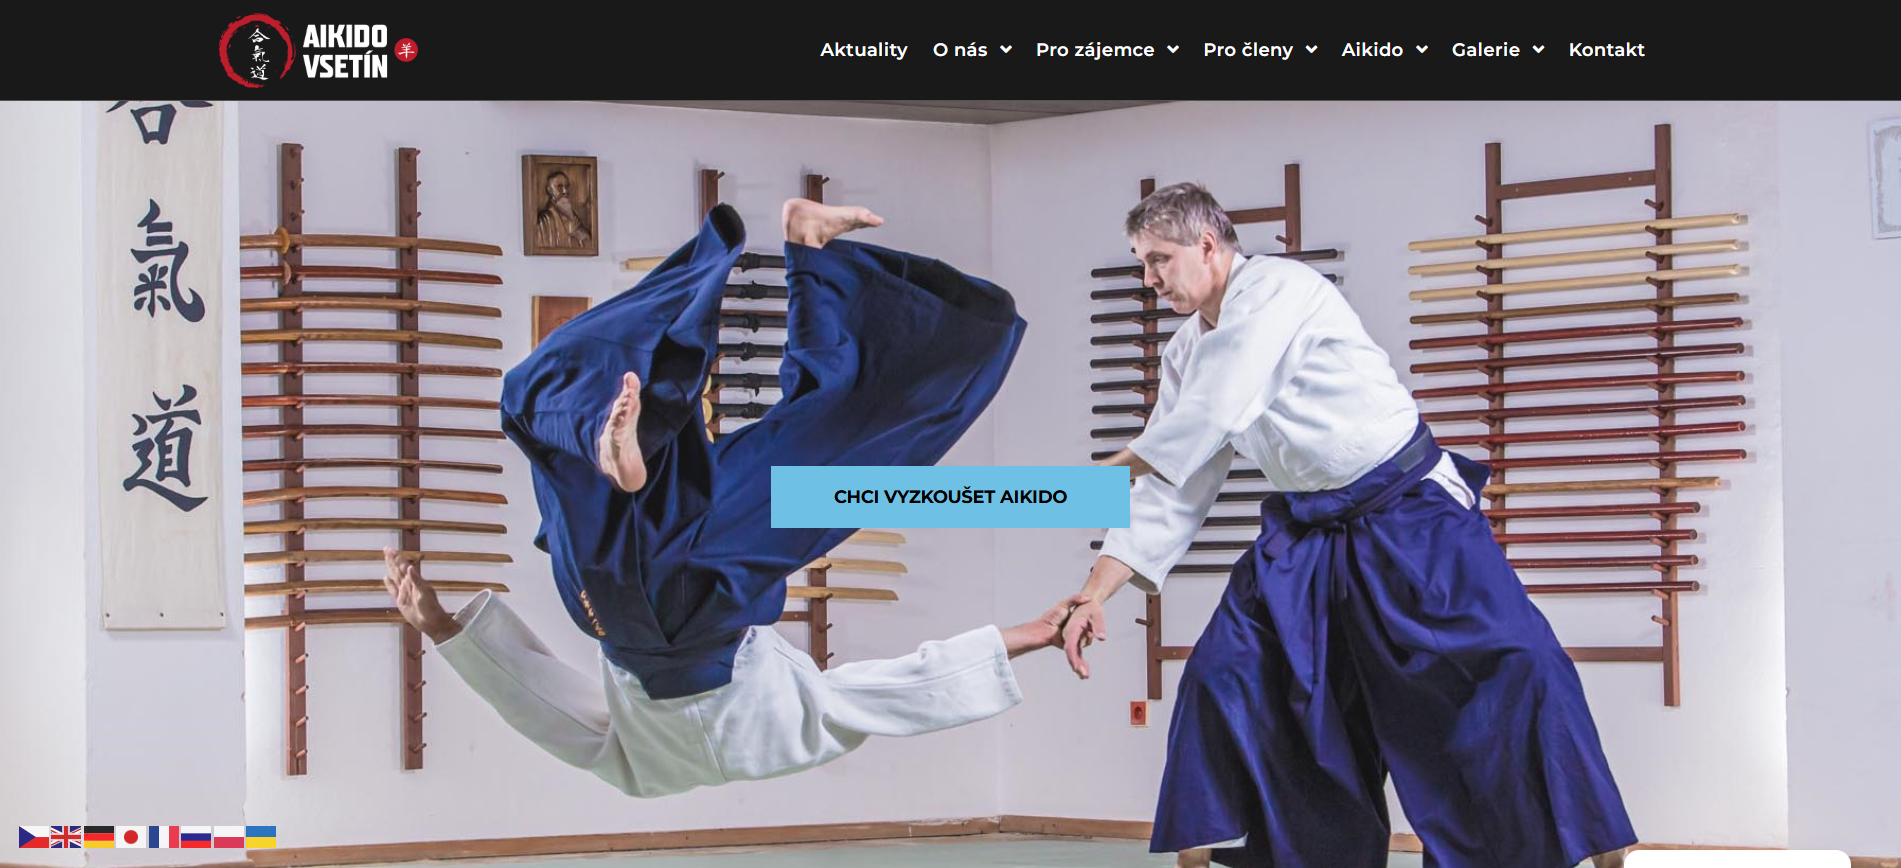 合氣道
AIKIDO
VSETÍN
羊
Aktuality
O nás
Pro zájemce
Pro členy
Aikido
Galerie
Kontakt
合
氣
道
CHCI VYZKOUŠET AIKIDO